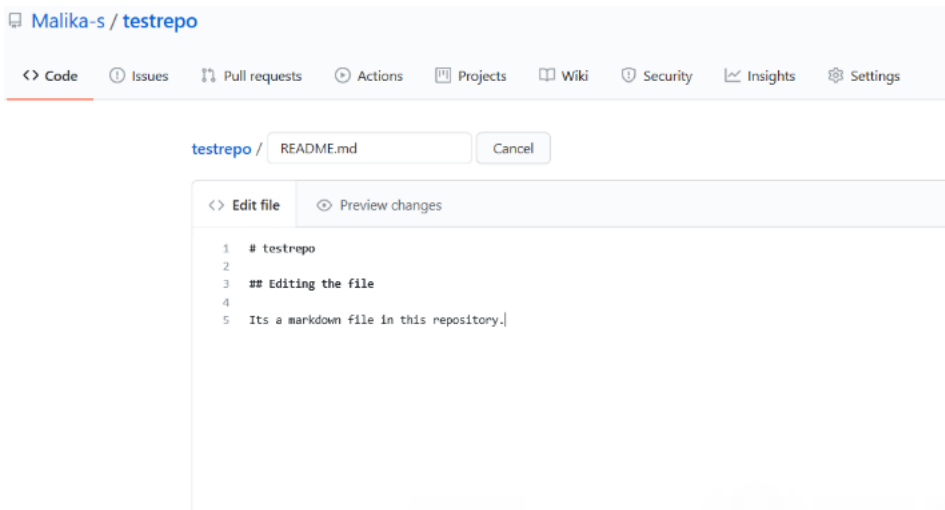 Malika-s / testrepo
<> Code Issues Pull requests Actions Projects Wiki Security Insights Settings
testrepo / README.md Cancel
<> Edit file Preview changes
1 # testrepo
2
3 ## Editing the file
4
5 Its a markdown file in this repository.